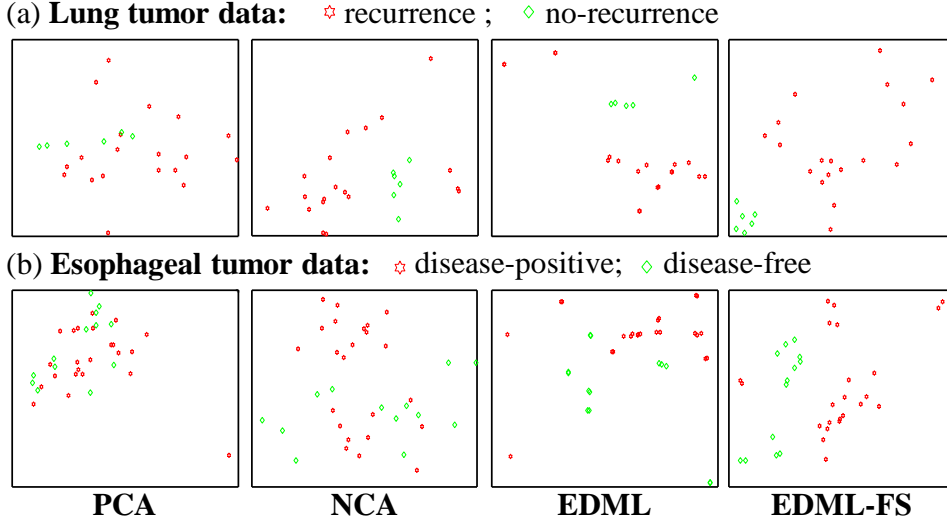 (a) Lung tumor data: recurrence ; no-recurrence
(b) Esophageal tumor data: disease-positive; disease-free
PCA NCA EDML EDML-FS